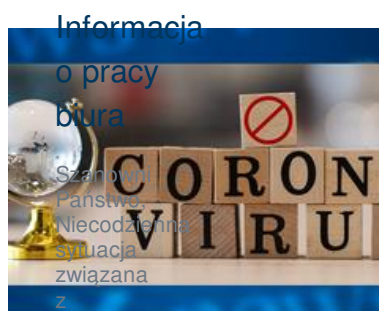 Informacja
o pracy
biura
Szanowni
Państwo,
Niecodzienna
sytuacja
związana
z
CORON
VIRU